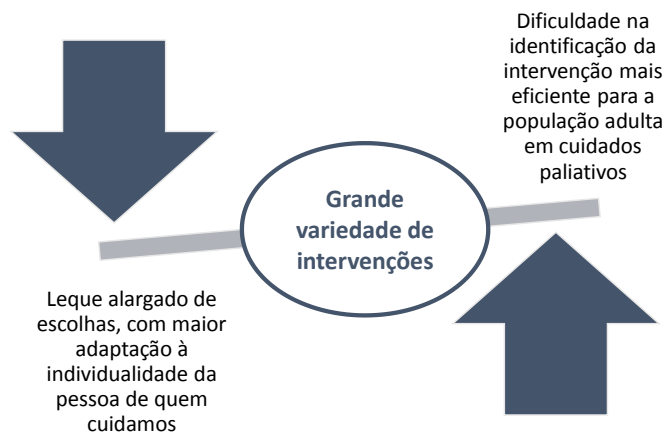 Dificuldade na
identificação da
intervenção mais
eficiente para a
população adulta
em cuidados
paliativos
Grande
variedade de
intervenções
Leque alargado de
escolhas, com maior
adaptação à
individualidade da
pessoa de quem
cuidamos